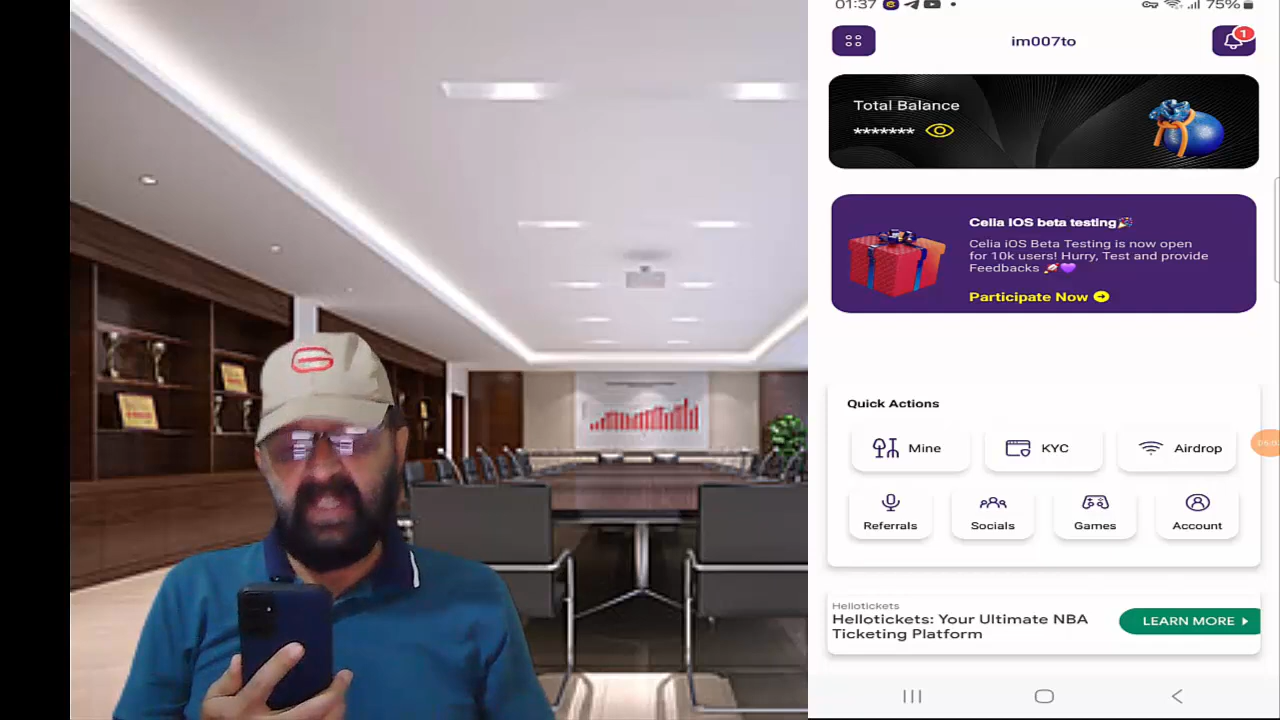 01:37
75%
im007to
1
Total Balance
*******
Celia IOS beta testing🎉
Celia iOS Beta Testing is now open
for 10k users! Hurry, Test and provide
Feedbacks 🚀💜
Participate Now
Quick Actions
Mine
KYC
Airdrop
Referrals
Socials
Games
Account
Hellotickets
Hellotickets: Your Ultimate NBA
Ticketing Platform
LEARN MORE